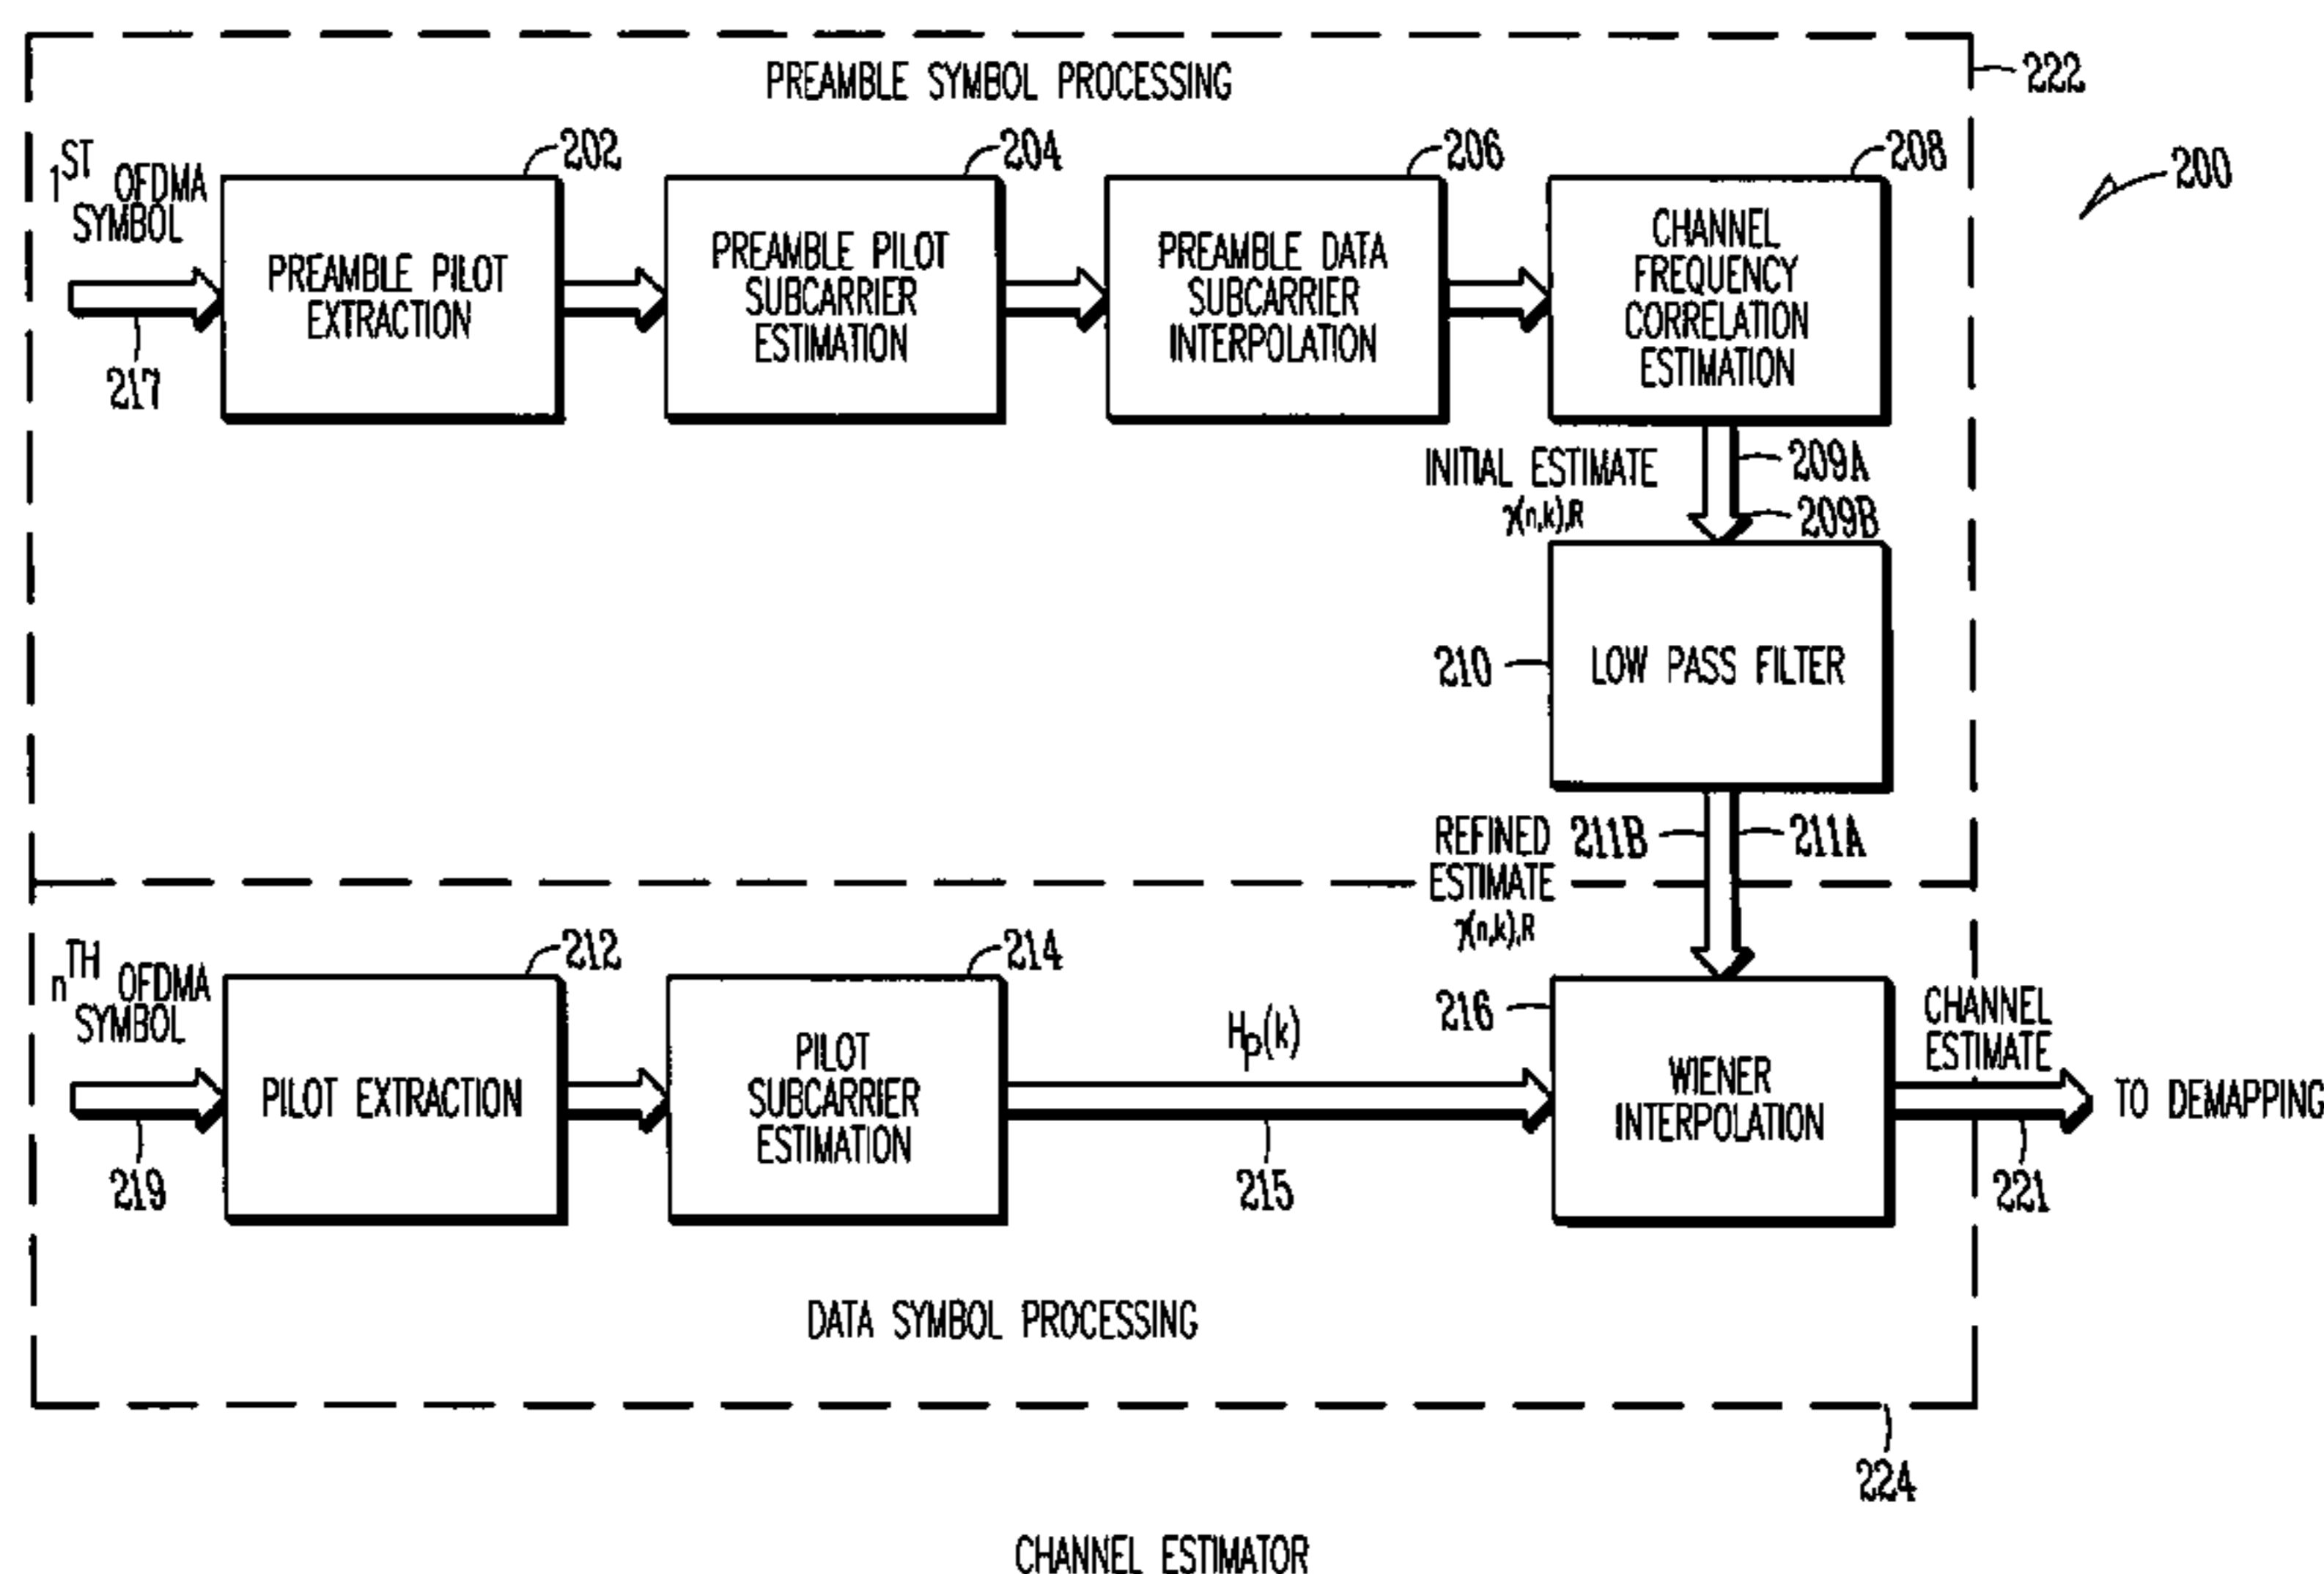 PREAMBLE SYMBOL PROCESSING
222
1ST OFDMA
SYMBOL
217
202
PREAMBLE PILOT
EXTRACTION
204
PREAMBLE PILOT
SUBCARRIER
ESTIMATION
206
PREAMBLE DATA
SUBCARRIER
INTERPOLATION
208
CHANNEL
FREQUENCY
CORRELATION
ESTIMATION
200
INITIAL ESTIMATE
γ(n,k),R
209A
209B
210
LOW PASS FILTER
REFINED
ESTIMATE
γ(n,k),R
211B
211A
nTH OFDMA
SYMBOL
219
212
PILOT EXTRACTION
214
PILOT
SUBCARRIER
ESTIMATION
Hp(k)
215
216
WIENER
INTERPOLATION
CHANNEL
ESTIMATE
221
TO DEMAPPING
DATA SYMBOL PROCESSING
224
CHANNEL ESTIMATOR